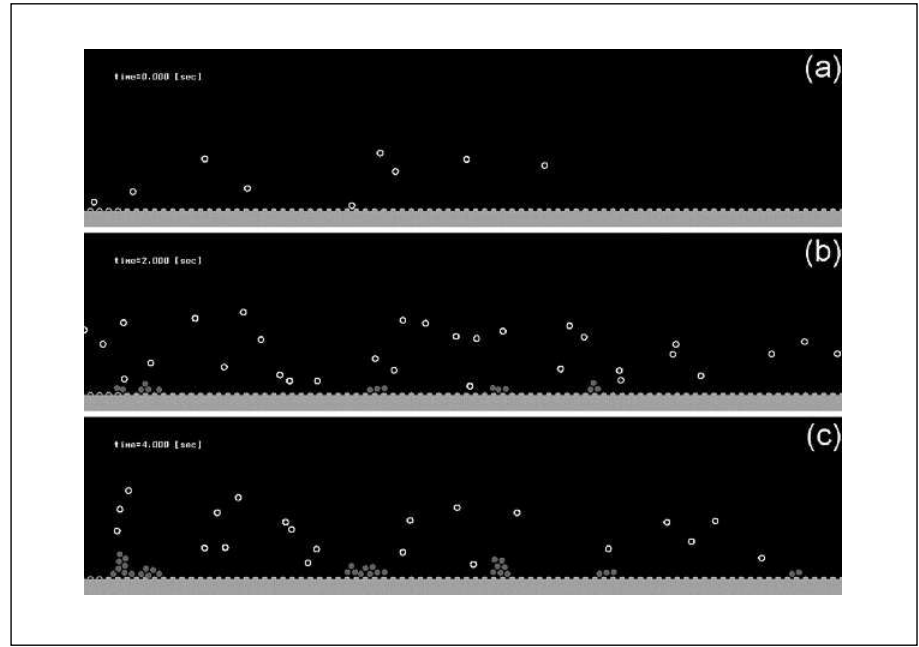 time=0.000 [sec]
(a)
time=2.000 [sec]
(b)
time=4.000 [sec]
(c)